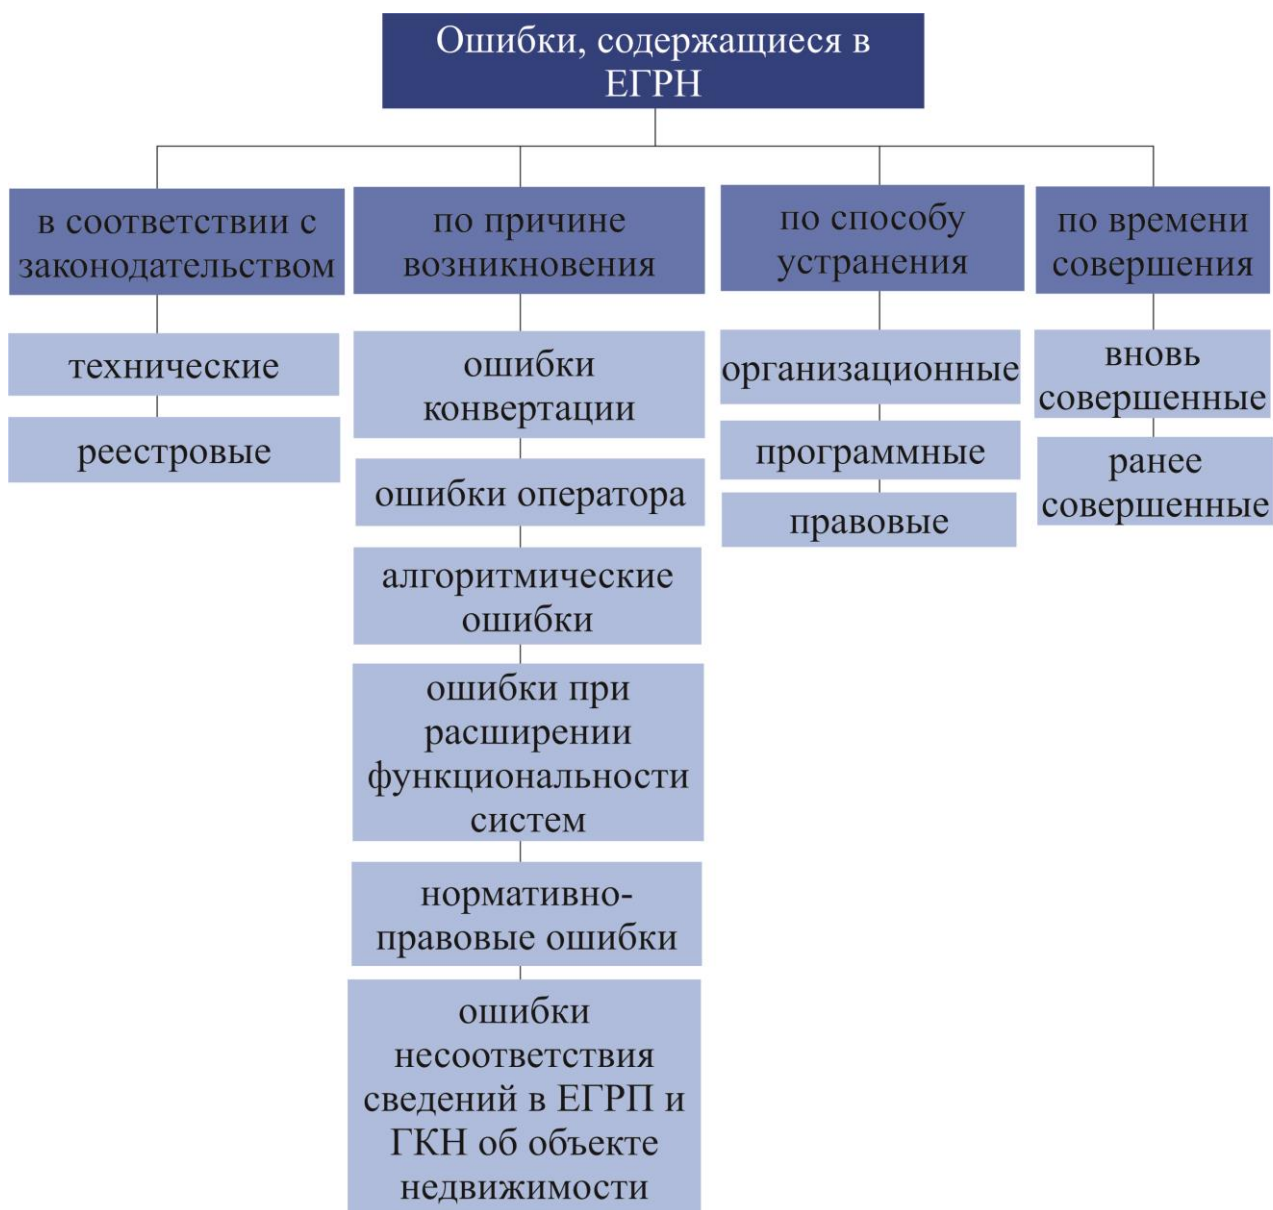 Ошибки, содержащиеся в
ЕГРН
в соответствии с
законодательством
технические
реестровые
по причине
возникновения
ошибки
конвертации
ошибки оператора
алгоритмические
ошибки
ошибки при
расширении
функциональности
систем
нормативно-
правовые ошибки
ошибки
несоответствия
сведений в ЕГРП и
ГКН об объекте
недвижимости
по способу
устранения
организационные
программные
правовые
по времени
совершения
вновь
совершенные
ранее
совершенные